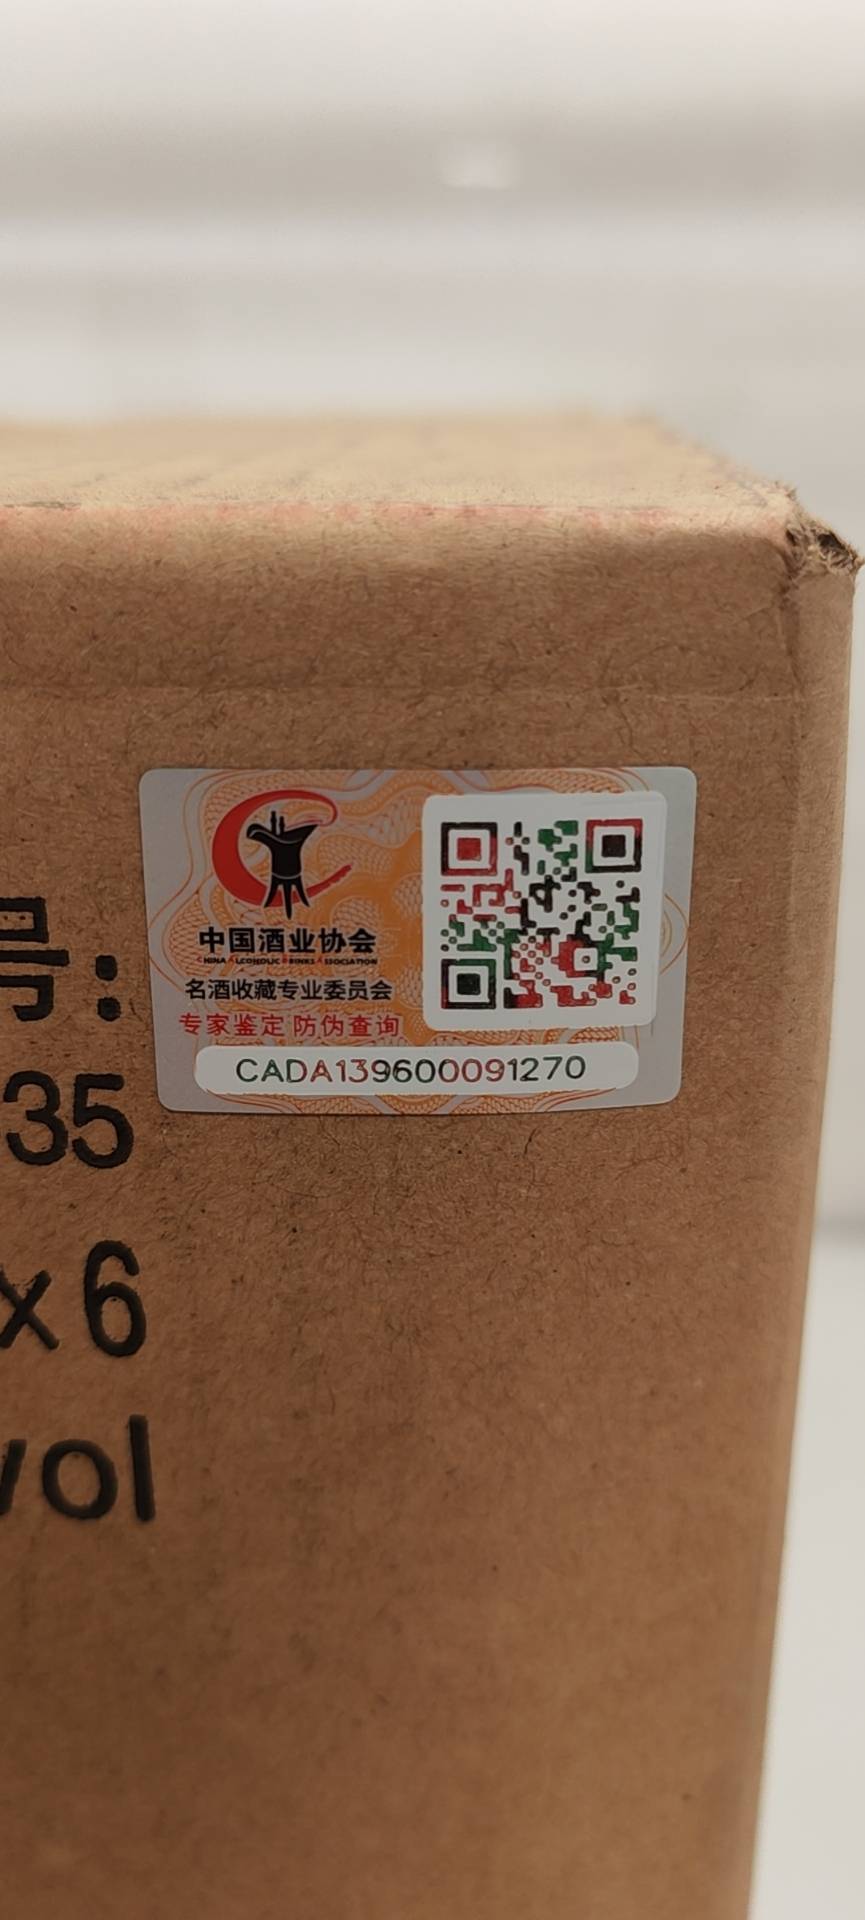 中国酒业协会
CHINA ALCOHOLIC DRINKS ASSOCIATION
名酒收藏专业委员会
专家鉴定 防伪查询
CADA139600091270
号:
35
x6
vol